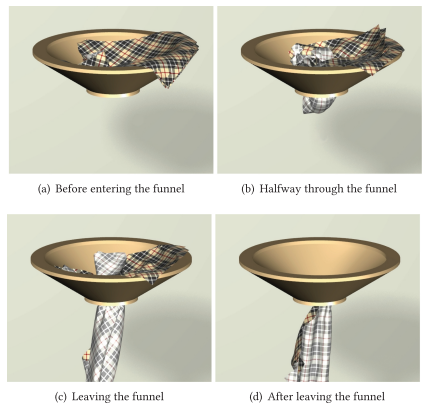 (a) Before entering the funnel
(b) Halfway through the funnel
(c) Leaving the funnel
(d) After leaving the funnel